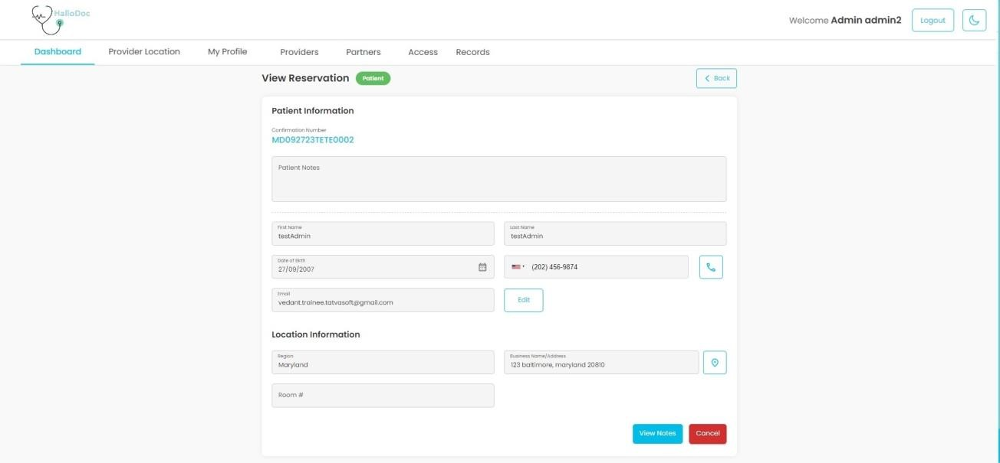 HalloDoc
Welcome Admin admin2 Logout
Dashboard Provider Location My Profile Providers Partners Access Records
View Reservation Patient Back
Patient Information
Confirmation Number
MD092723TETE0002
Patient Notes
First Name Last Name
testAdmin testAdmin
Date of Birth
27/09/2007 (202) 456-9874
Email
vedant.trainee.tatvasoft@gmail.com Edit
Location Information
Region Business Name/Address
Maryland 123 baltimore, maryland 20810
Room #
View Notes Cancel